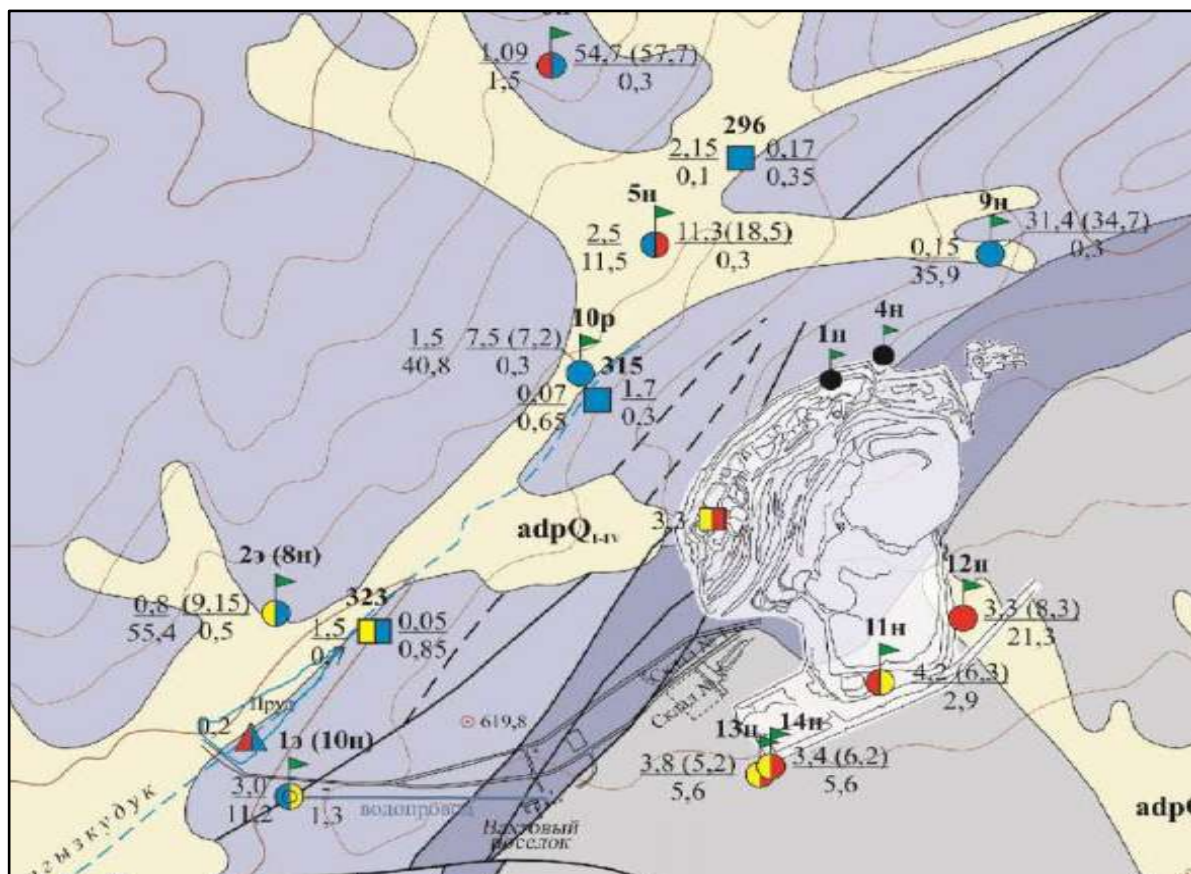 1,09
1,5
54,7 (57,7)
0,3
296
2,15
0,1
0,17
0,35
5н
2,5
11,5
11,3(18,5)
0,3
9н
0,15
35,9
31,4 (34,7)
0,3
10р
1,5
40,8
7,5 (7,2)
0,3
315
0,07
0,65
1,7
0,3
1н
4н
3,3
adpQI-IV
2э (8н)
0,8
55,4
(9,15)
0,5
323
1,5
0,05
0,85
12н
3,3 (8,3)
21,3
11н
4,2 (6,3)
2,9
Склад №
Склад №
Пруд
0,2
619,8
1э (10н)
3,0
11,2
-
1,3
водопровод
Вахтовый
поселок
13н
14н
3,8 (5,2)
5,6
3,4 (6,2)
5,6
гызкудук
adpQ